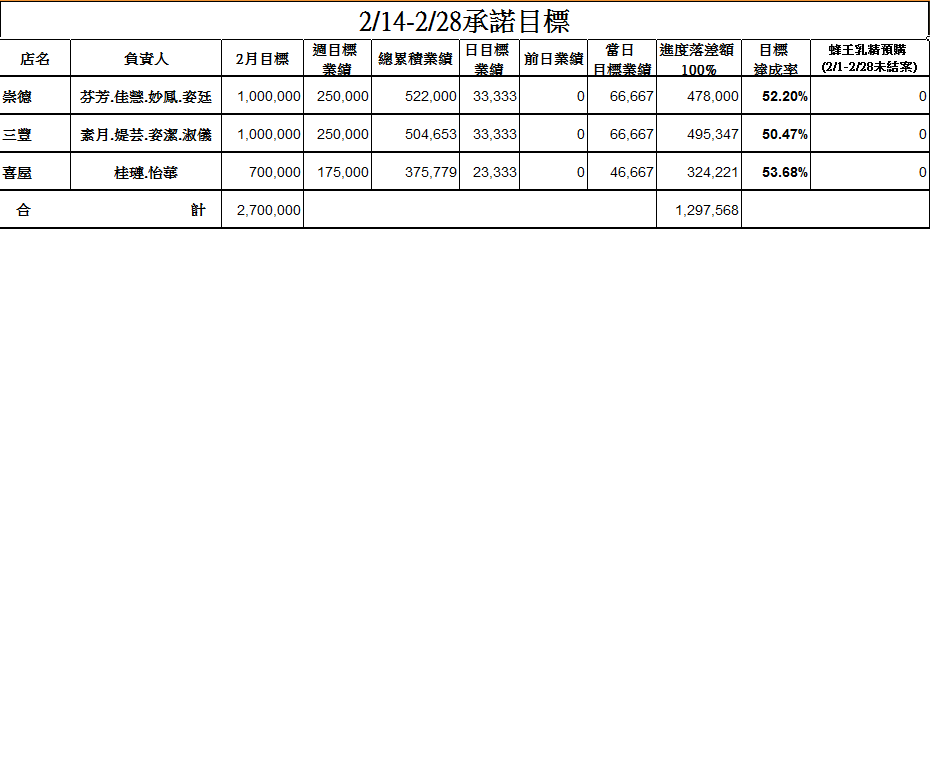 2/14-2/28承諾目標
店名 負責人 2月目標 週目標業績 總累積業績 日目標業績 前日業績 當日目標業績 進度落差額100% 目標達成率 蜂王乳精預購(2/1-2/28未結案)
崇德 芬芳.佳慧.妙鳳.姿廷 1,000,000 250,000 522,000 33,333 0 66,667 478,000 52.20% 0
三豐 素月.緹芸.姿潔.淑儀 1,000,000 250,000 504,653 33,333 0 66,667 495,347 50.47% 0
喜屋 桂璉.怡華 700,000 175,000 375,779 23,333 0 46,667 324,221 53.68% 0
合計 2,700,000 1,297,568